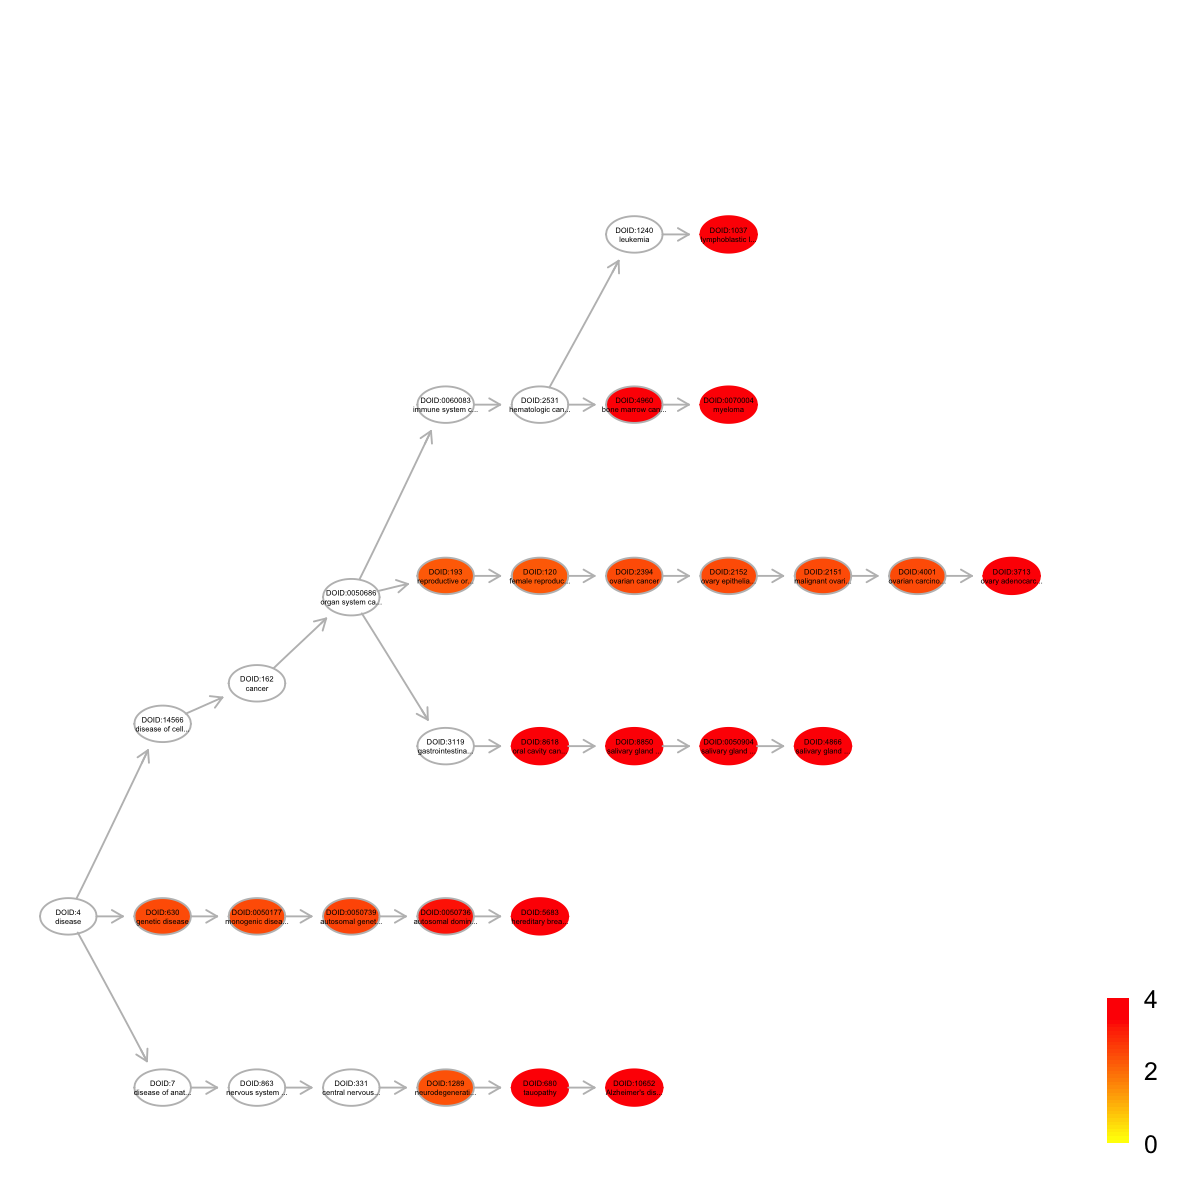 DOID:1240
leukemia
DOID:1037
lymphoblastic l...
DOID:0060083
immune system c...
DOID:2531
hematologic can...
DOID:4960
bone marrow can...
DOID:0070004
myeloma
DOID:193
reproductive or...
DOID:120
female reproduc...
DOID:2394
ovarian cancer
DOID:2152
ovary epithelia...
DOID:2151
malignant ovari...
DOID:4001
ovarian carcino...
DOID:3713
ovary adenocarc...
DOID:0050686
organ system ca...
DOID:162
cancer
DOID:14566
disease of cell...
DOID:3119
gastrointestina...
DOID:8618
oral cavity can...
DOID:8850
salivary gland ...
DOID:0050904
salivary gland ...
DOID:4866
salivary gland ...
DOID:4
disease
DOID:630
genetic disease
DOID:0050177
monogenic disea...
DOID:0050739
autosomal genet...
DOID:0050736
autosomal domin...
DOID:5683
hereditary brea...
DOID:7
disease of anat...
DOID:863
nervous system ...
DOID:331
central nervous...
DOID:1289
neurodegenerati...
DOID:680
tauopathy
DOID:10652
Alzheimer's dis...
4
2
0